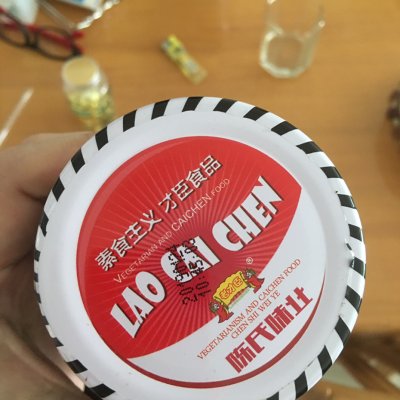 素食主义 才臣食品
VEGETARIAN AND CAICHEN FOOD
LAO CAI CHEN
®
VEGETARIANISM AND CAICHEN FOOD
CHEN SHI WEI YE
陈氏味业